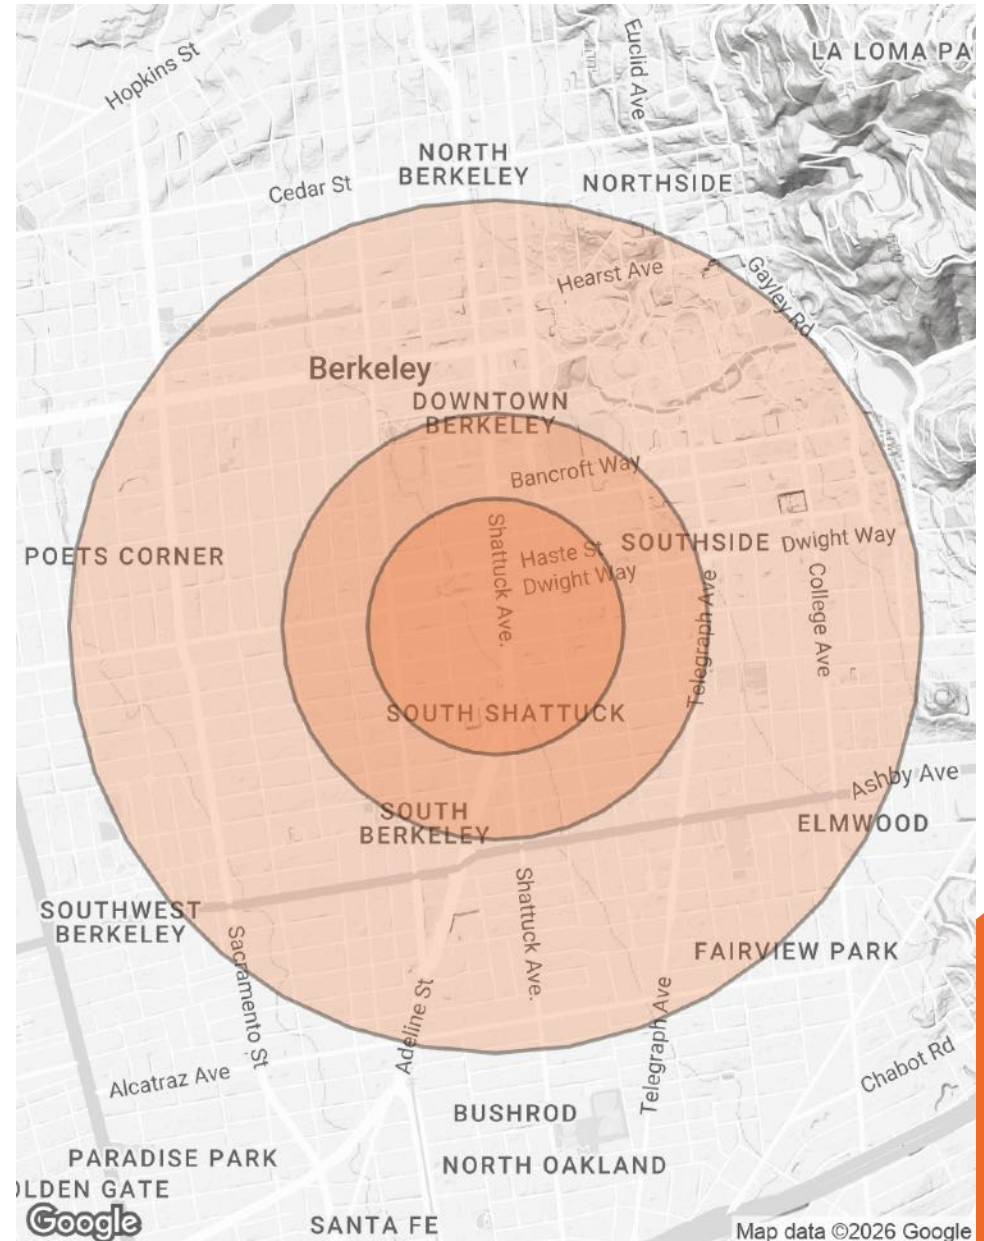 Hopkins St
Euclid Ave
LA LOMA PA
NORTH
BERKELEY
Cedar St
NORTHSIDE
Hearst Ave
Gayley Rd
Berkeley
DOWNTOWN
BERKELEY
Bancroft Way
Shattuck Ave.
Haste St
SOUTHSIDE
Dwight Way
POETS CORNER
Dwight Way
College Ave
Telegraph Ave
SOUTH SHATTUCK
Ashby Ave
SOUTH
BERKELEY
ELMWOOD
Shattuck Ave.
SOUTHWEST
BERKELEY
Sacramento St
FAIRVIEW PARK
Adeline St
Telegraph Ave
Chabot Rd
Alcatraz Ave
BUSHROD
PARADISE PARK
NORTH OAKLAND
OLDEN GATE
Google
SANTA FE
Map data ©2026 Google